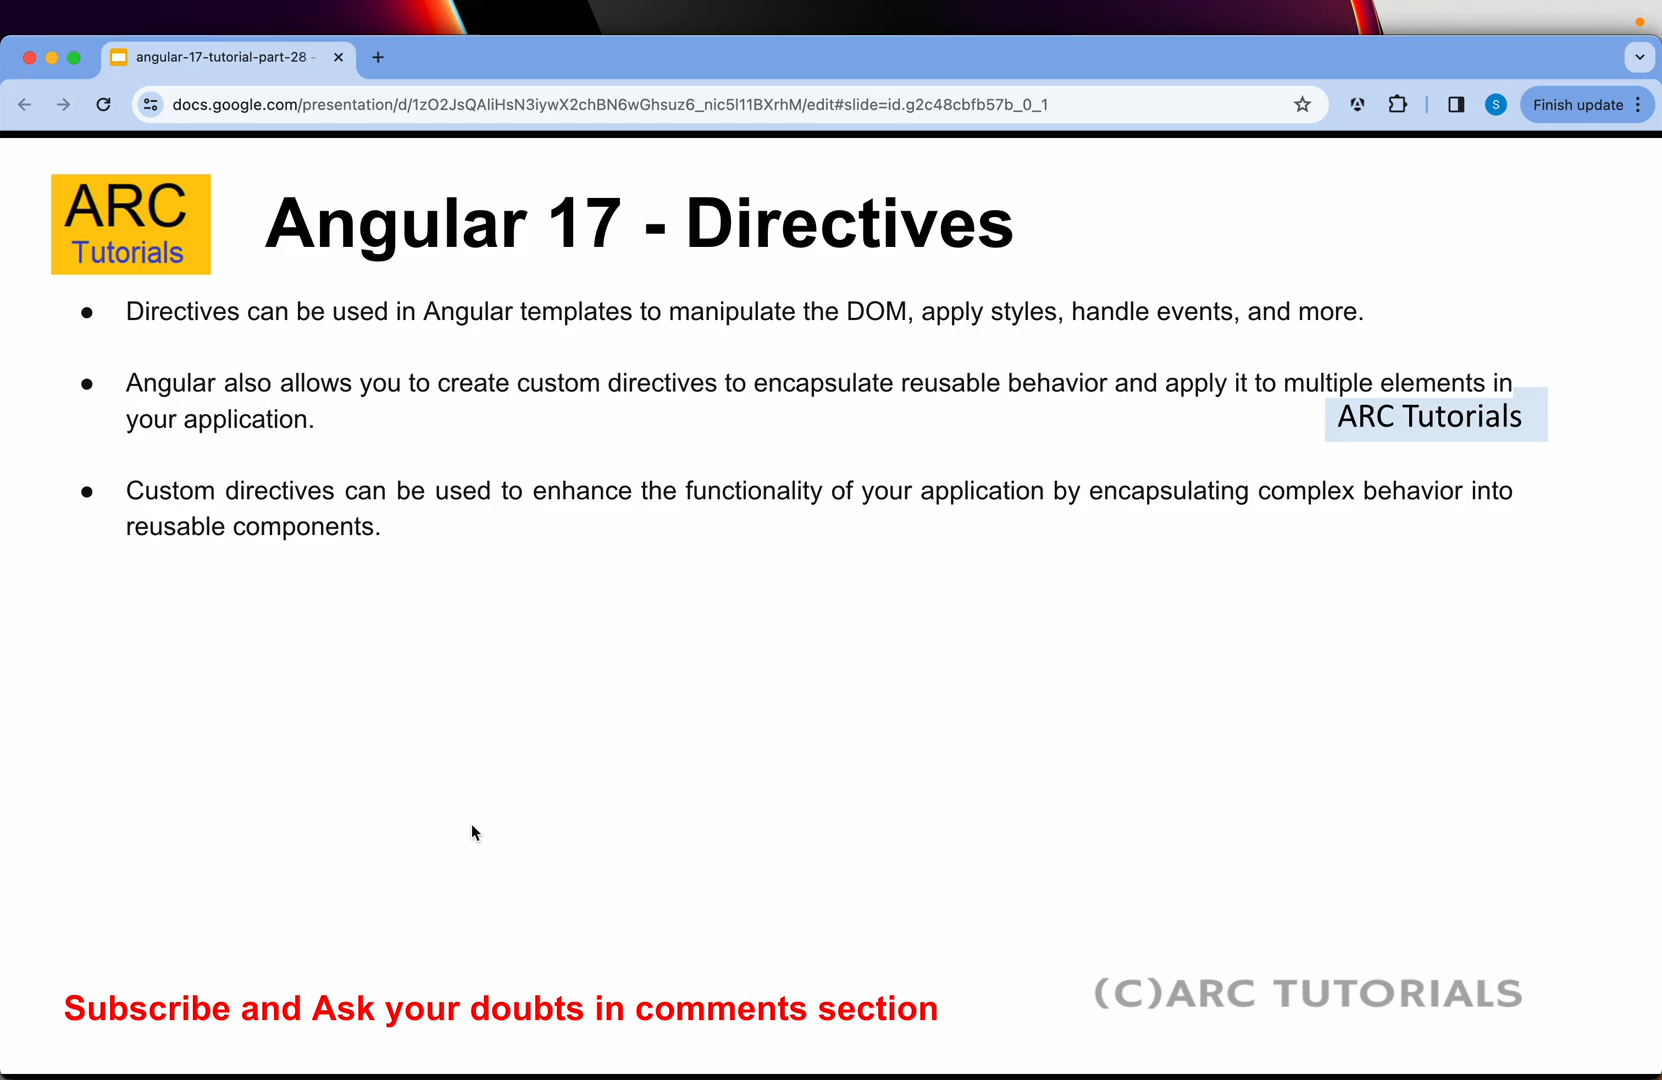 angular-17-tutorial-part-28 -
docs.google.com/presentation/d/1zO2JsQAliHsN3iywX2chBN6wGhsuz6_nic5l11BXrhM/edit#slide=id.g2c48cbfb57b_0_1
S
Finish update
ARC
Tutorials
Angular 17 - Directives
● Directives can be used in Angular templates to manipulate the DOM, apply styles, handle events, and more.
● Angular also allows you to create custom directives to encapsulate reusable behavior and apply it to multiple elements in
your application.
ARC Tutorials
● Custom directives can be used to enhance the functionality of your application by encapsulating complex behavior into
reusable components.
Subscribe and Ask your doubts in comments section
(C)ARC TUTORIALS